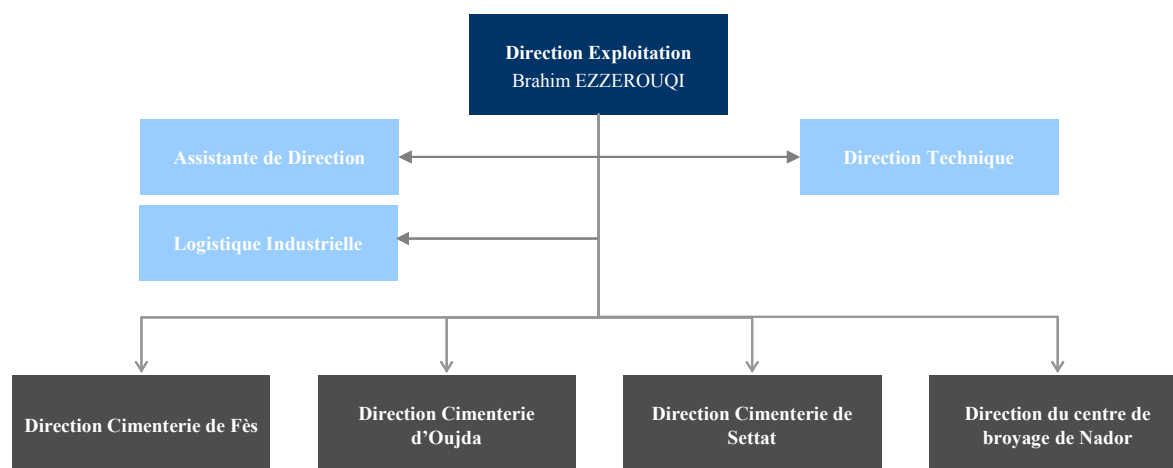 Direction Exploitation
Brahim EZZEROUQI
Assistante de Direction
Direction Technique
Logistique Industrielle
Direction Cimenterie de Fès
Direction Cimenterie
d’Oujda
Direction Cimenterie de
Settat
Direction du centre de
broyage de Nador